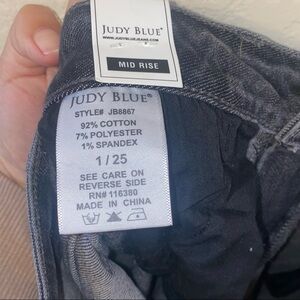 JUDY BLUE
WWW.JUDYBLUEJEANS.COM
MID RISE
JUDY BLUE®
STYLE# JB8867
92% COTTON
7% POLYESTER
1% SPANDEX
1 / 25
SEE CARE ON
REVERSE SIDE
RN# 116380
MADE IN CHINA